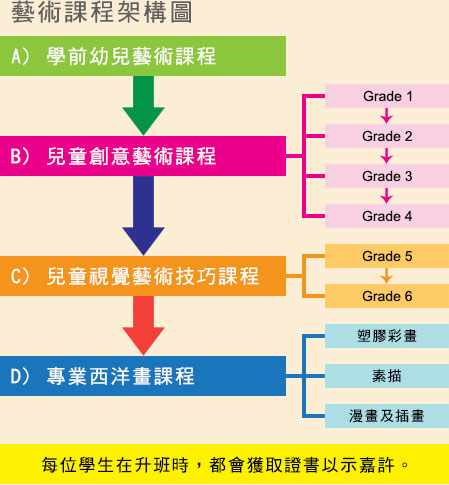 藝術課程架構圖
A) 學前幼兒藝術課程
B) 兒童創意藝術課程
Grade 1
Grade 2
Grade 3
Grade 4
C) 兒童視覺藝術技巧課程
Grade 5
Grade 6
D) 專業西洋畫課程
塑膠彩畫
素描
漫畫及插畫
每位學生在升班時，都會獲取證書以示嘉許。